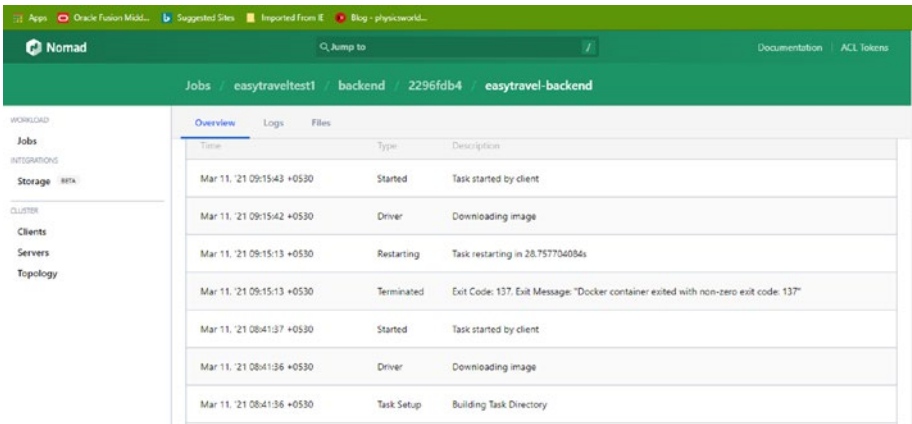 Apps Oracle Fusion Midd... Suggested Sites Imported From IE Blog - physicsworld...
Nomad Jump to / Documentation ACL Tokens
Jobs / easytraveltest1 / backend / 2296fdb4 / easytravel-backend
WORKLOAD
Jobs
INTEGRATIONS
Storage BETA
CLUSTER
Clients
Servers
Topology
Overview Logs Files
Time Type Description
Mar 11, '21 09:15:43 +0530 Started Task started by client
Mar 11, '21 09:15:42 +0530 Driver Downloading image
Mar 11, '21 09:15:13 +0530 Restarting Task restarting in 28.757704084s
Mar 11, '21 09:15:13 +0530 Terminated Exit Code: 137, Exit Message: "Docker container exited with non-zero exit code: 137"
Mar 11, '21 08:41:37 +0530 Started Task started by client
Mar 11, '21 08:41:36 +0530 Driver Downloading image
Mar 11, '21 08:41:36 +0530 Task Setup Building Task Directory